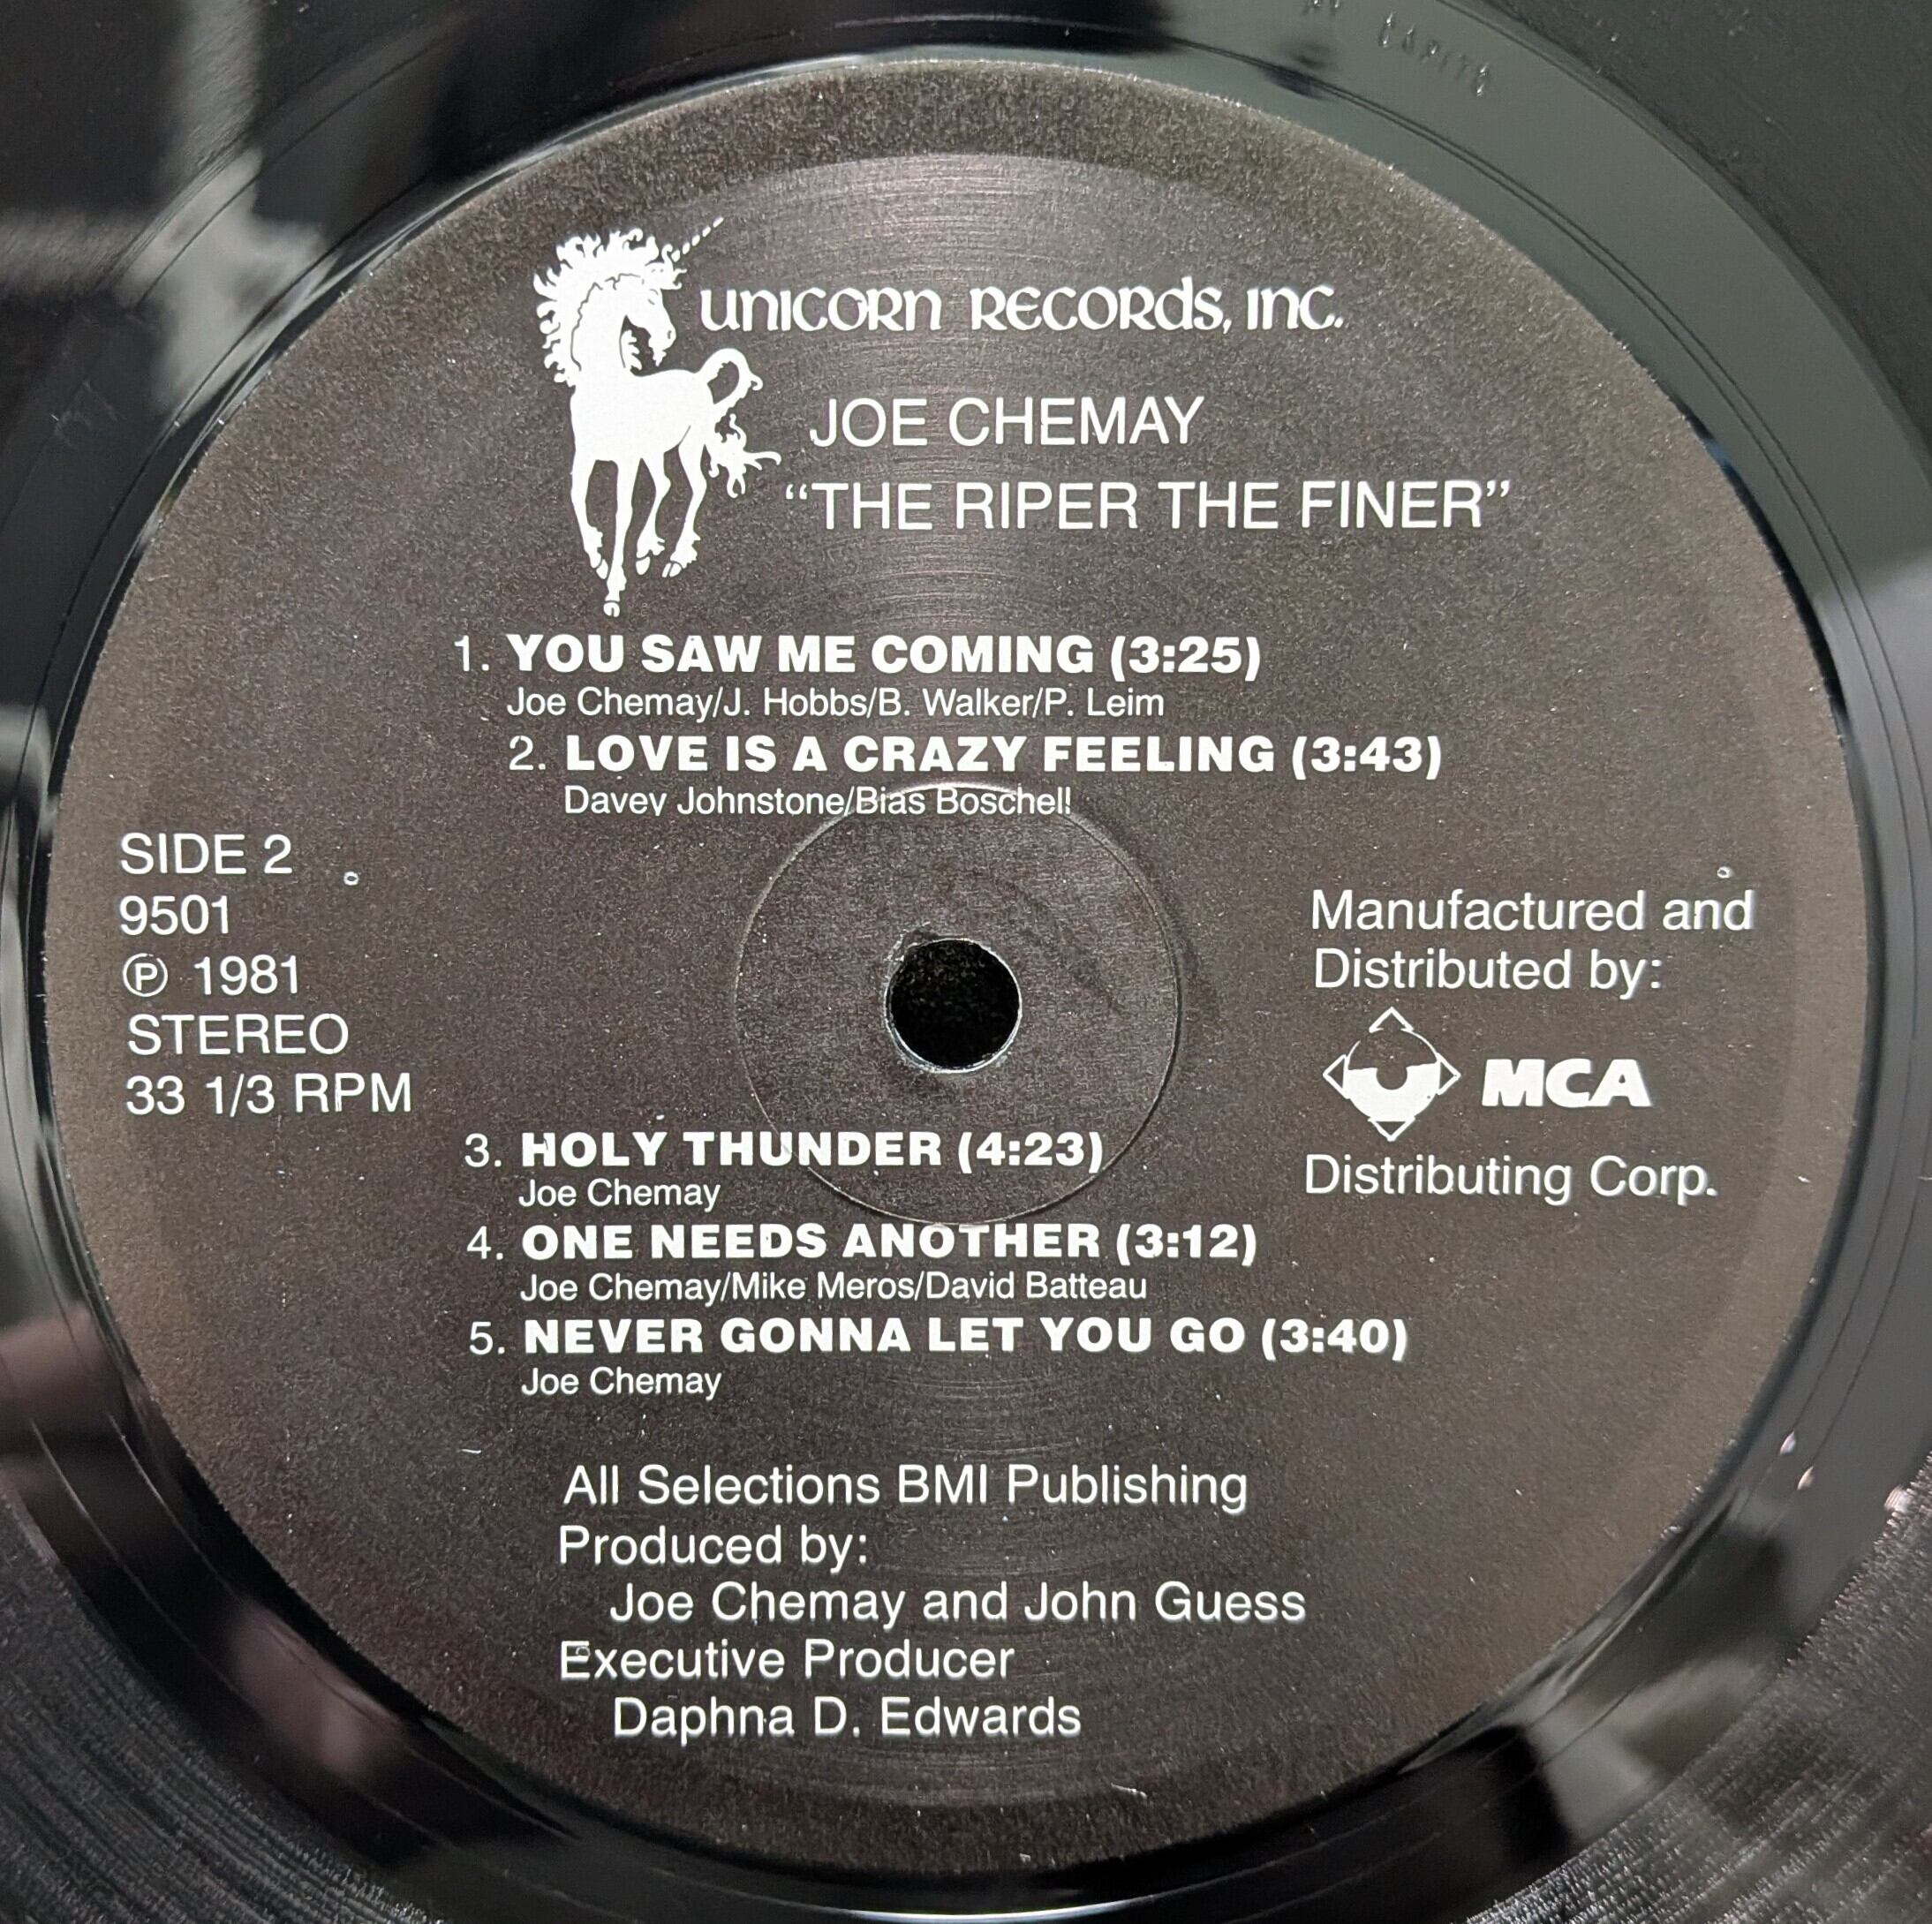 UNICORN RECORDS, INC.
JOE CHEMAY
“THE RIPER THE FINER”
1. YOU SAW ME COMING (3:25)
Joe Chemay/J. Hobbs/B. Walker/P. Leim
2. LOVE IS A CRAZY FEELING (3:43)
Davey Johnstone/Bias Boschell
SIDE 2
9501
Ⓟ 1981
STEREO
33 1/3 RPM
Manufactured and
Distributed by:
MCA
Distributing Corp.
3. HOLY THUNDER (4:23)
Joe Chemay
4. ONE NEEDS ANOTHER (3:12)
Joe Chemay/Mike Meros/David Batteau
5. NEVER GONNA LET YOU GO (3:40)
Joe Chemay
All Selections BMI Publishing
Produced by:
Joe Chemay and John Guess
Executive Producer
Daphna D. Edwards